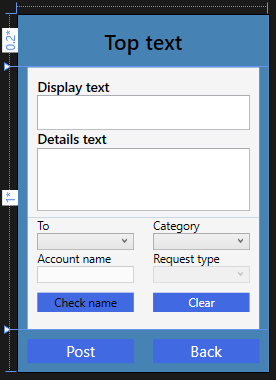 0.2*
Top text
Display text
Details text
1*
To Category
Account name Request type
Check name Clear
Post Back